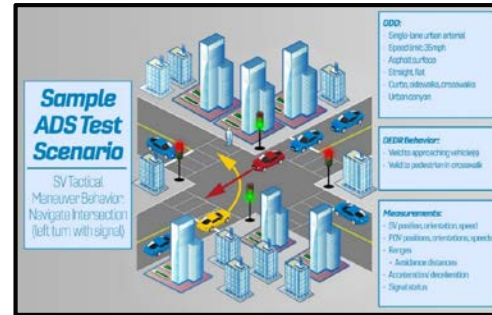 Sample
ADS Test
Scenario
SV Tactical
Maneuver Behavior:
Navigate Intersection
(left turn with signal)
ODD:
- Single-lane urban arterial
- Speed limit: 35mph
- Asphalt surface
- Straight, flat
- Curbs, sidewalks, crosswalks
- Urban canyon
OEDR Behavior:
- Yield to approaching vehicle(s)
- Yield to pedestrian in crosswalk
Measurements:
- SV position, orientation, speed
- POV positions, orientations, speeds
- Ranges
- Avoidance distances
- Acceleration/ deceleration
- Signal status